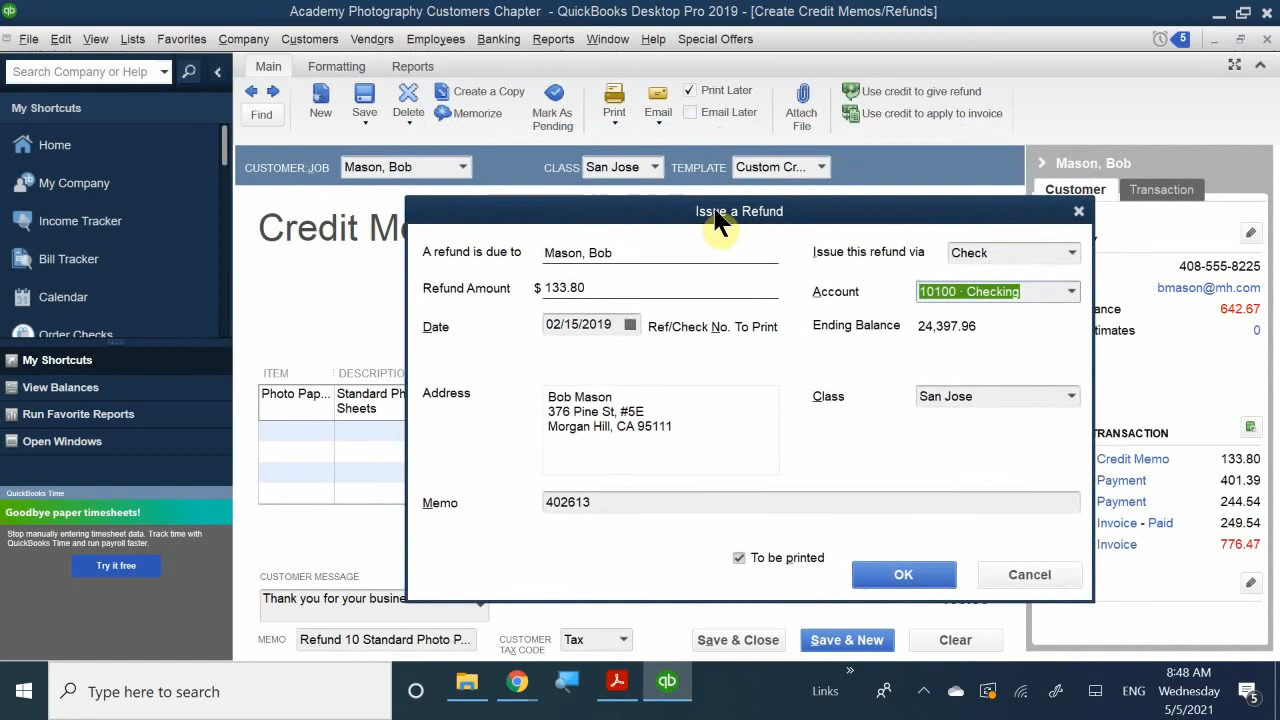 Academy Photography Customers Chapter - QuickBooks Desktop Pro 2019 - [Create Credit Memos/Refunds]
File Edit View Lists Favorites Company Customers Vendors Employees Banking Reports Window Help Special Offers 5
Search Company or Help
Main Formatting Reports
Find
New
Save
Delete
Create a Copy
Memorize
Mark As
Pending
Print
Email
Print Later
Email Later
Attach
File
Use credit to give refund
Use credit to apply to invoice
My Shortcuts
Home
My Company
Income Tracker
Bill Tracker
Calendar
Order Checks
My Shortcuts
View Balances
Run Favorite Reports
Open Windows
QuickBooks Time
Goodbye paper timesheets!
Stop manually entering timesheet data. Track time with
QuickBooks Time and run payroll faster.
Try it free
CUSTOMER:JOB Mason, Bob CLASS San Jose TEMPLATE Custom Cr...
Credit M
ITEM DESCRIPTION
Photo Pap... Standard Ph
Sheets
CUSTOMER MESSAGE
Thank you for your busine
MEMO Refund 10 Standard Photo P... CUSTOMER
TAX CODE Tax
Save & Close Save & New Clear
Issue a Refund
A refund is due to Mason, Bob Issue this refund via Check
Refund Amount $ 133.80 Account 10100 · Checking
Date 02/15/2019 Ref/Check No. To Print Ending Balance 24,397.96
Address Bob Mason
376 Pine St, #5E
Morgan Hill, CA 95111
Class San Jose
Memo 402613
To be printed
OK Cancel
Mason, Bob
Customer Transaction
408-555-8225
bmason@mh.com
ance 642.67
timates 0
TRANSACTION
Credit Memo 133.80
Payment 401.39
Payment 244.54
Invoice - Paid 249.54
Invoice 776.47
Type here to search
Links
ENG
8:48 AM
Wednesday
5/5/2021
5